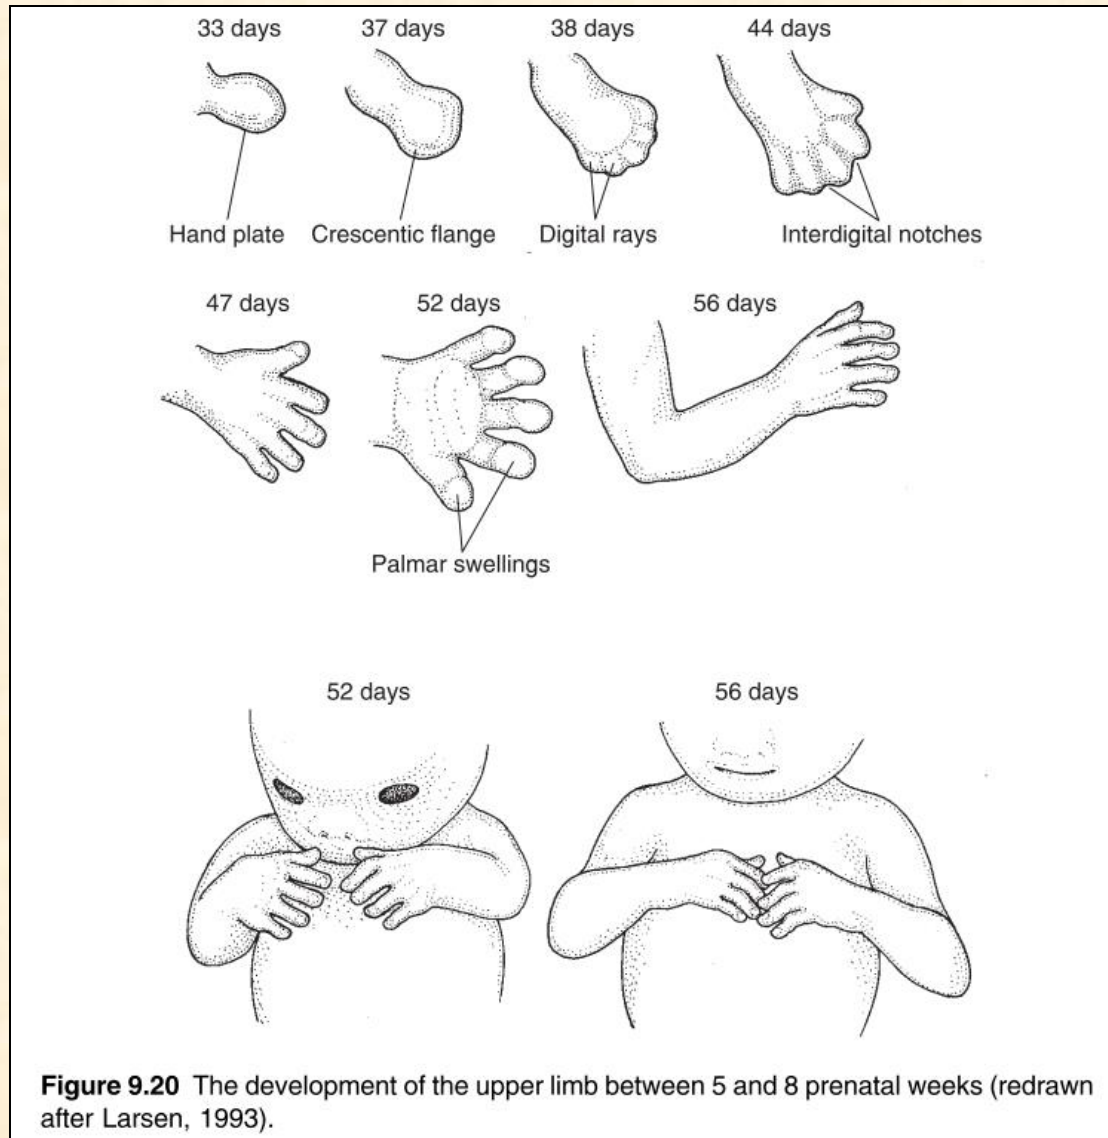 33 days
37 days
38 days
44 days
Hand plate
Crescentic flange
Digital rays
Interdigital notches
47 days
52 days
56 days
Palmar swellings
52 days
56 days
Figure 9.20 The development of the upper limb between 5 and 8 prenatal weeks (redrawn
after Larsen, 1993).